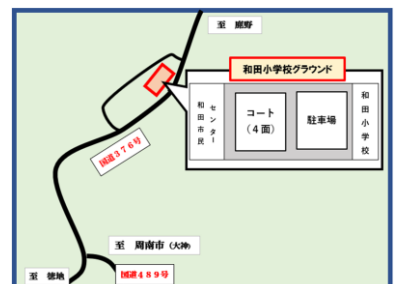 至 鹿野
和田小学校グラウンド
和田市民
センター
コート
(4面)
駐車場
和田小学校
国道376号
至 周南市(大神)
至 徳地
国道489号